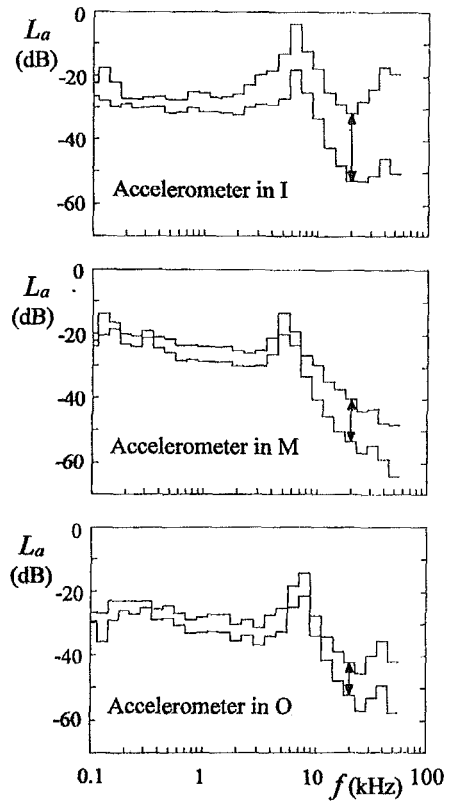 Lₐ
(dB)
0
-20
-40
-60
Accelerometer in I
Lₐ
(dB)
0
-20
-40
-60
Accelerometer in M
Lₐ
(dB)
0
-20
-40
-60
Accelerometer in O
0.1 1 10 f(kHz) 100